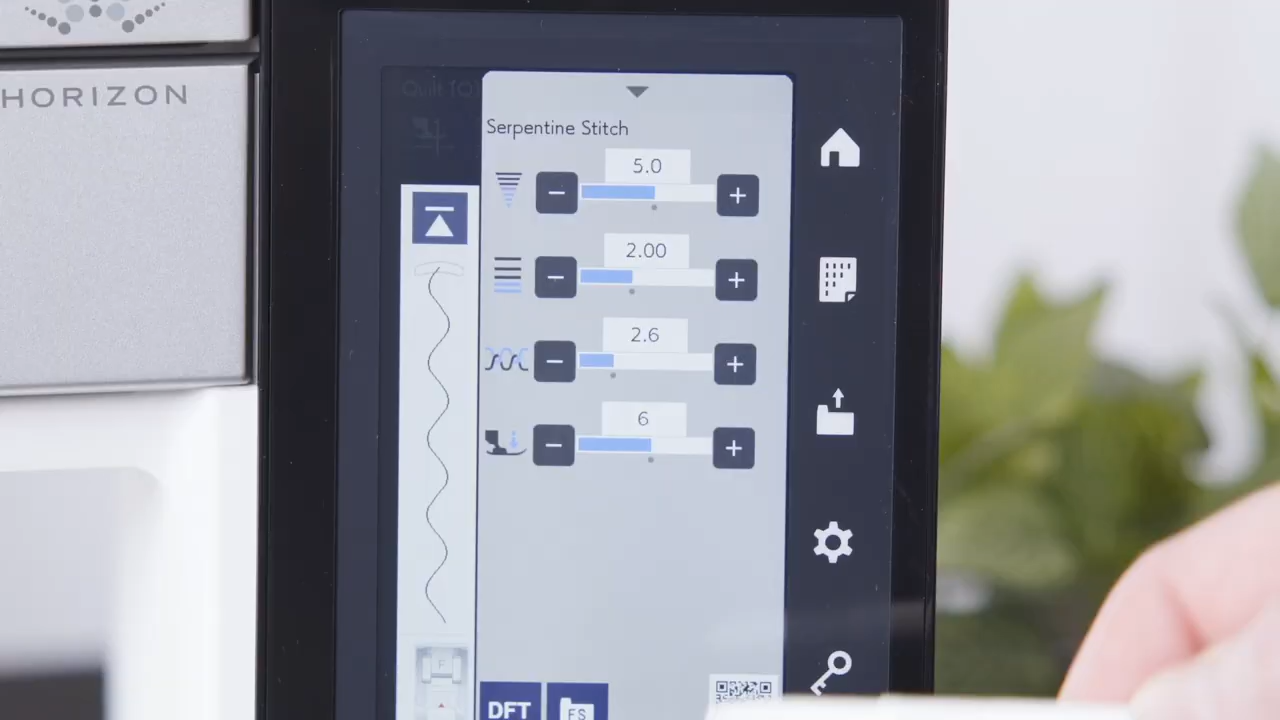 HORIZON
Serpentine Stitch
5.0
2.00
2.6
6
F
DFT
FS